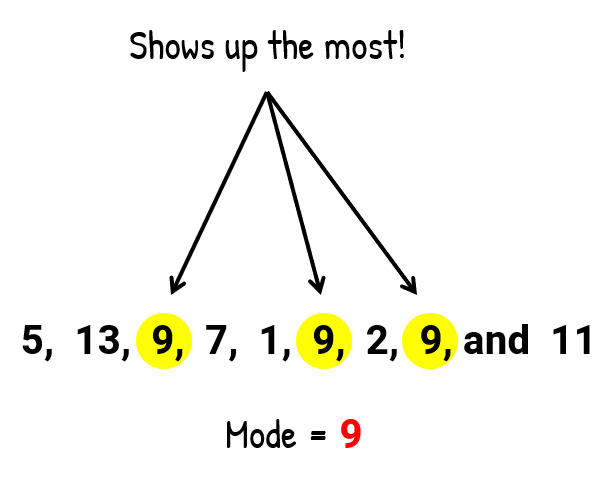 Shows up the most!
5, 13, 9, 7, 1, 9, 2, 9, and 11
Mode = 9